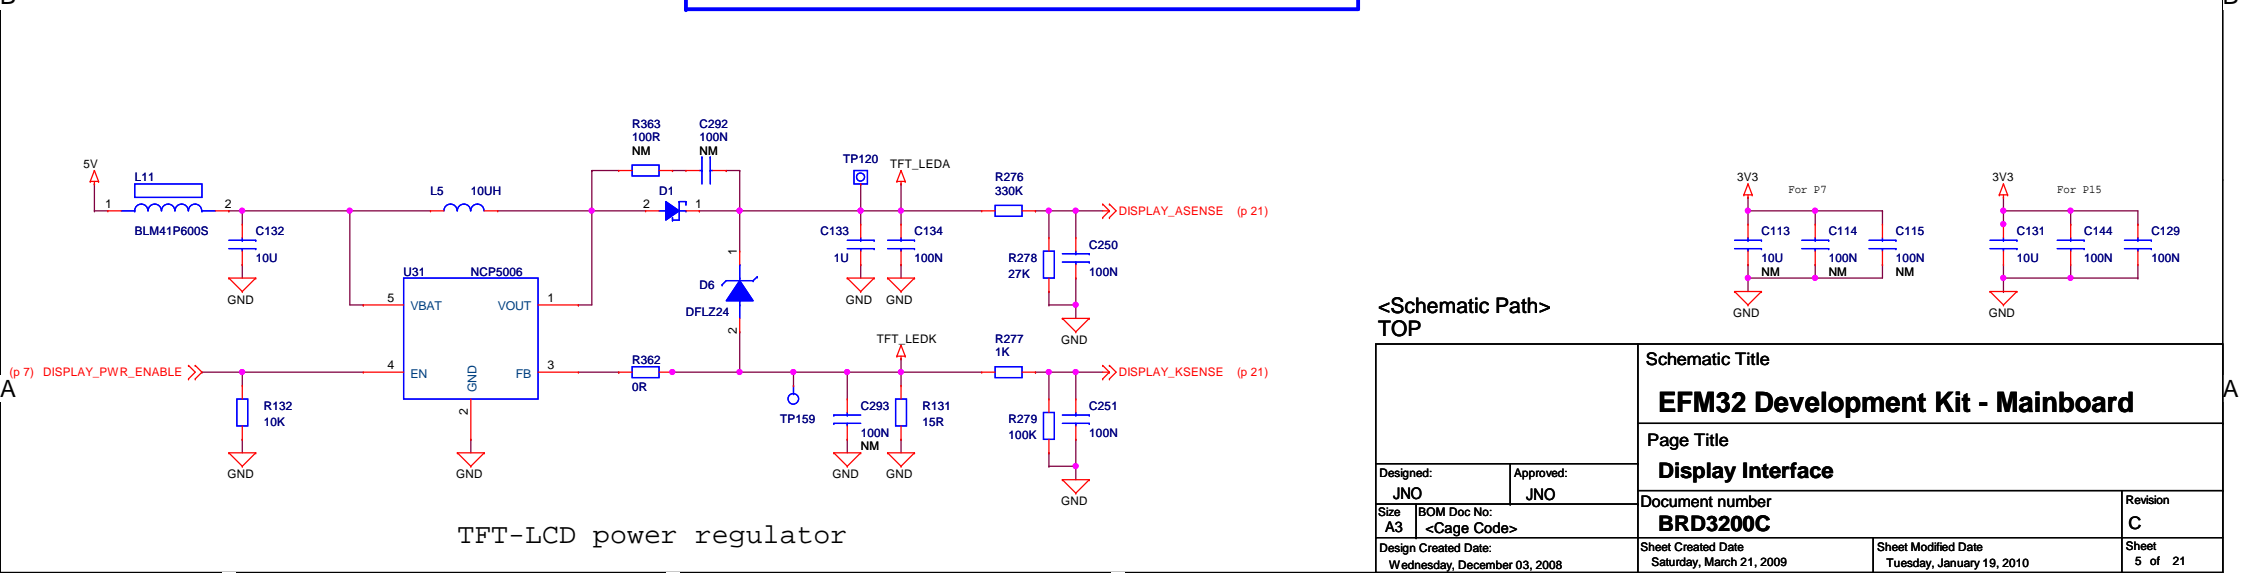 R363
100R
NM
C292
100N
NM
5V
L11
1
2
BLM41P600S
C132
10U
GND
L5 10UH
D1
2
1
TP120
TFT_LEDA
C133
1U
GND
C134
100N
GND
R276
330K
DISPLAY_ASENSE (p 21)
R278
27K
C250
100N
GND
U31 NCP5006
5 VBAT
VOUT 1
4 EN
GND
2
FB 3
GND
1
D6
DFLZ24
2
(p 7) DISPLAY_PWR_ENABLE
R132
10K
GND
R362
0R
TP159
TFT_LEDK
C293
100N
NM
GND
R131
15R
GND
R277
1K
DISPLAY_KSENSE (p 21)
R279
100K
C251
100N
GND
TFT-LCD power regulator
3V3
For P7
C113
10U
NM
C114
100N
NM
C115
100N
NM
GND
3V3
For P15
C131
10U
C144
100N
C129
100N
GND
A
A
<Schematic Path>
TOP
Schematic Title
EFM32 Development Kit - Mainboard
Page Title
Display Interface
Designed:
JNO
Approved:
JNO
Document number
BRD3200C
Revision
C
Size
A3
BOM Doc No:
<Cage Code>
Design Created Date:
Wednesday, December 03, 2008
Sheet Created Date
Saturday, March 21, 2009
Sheet Modified Date
Tuesday, January 19, 2010
Sheet
5 of 21